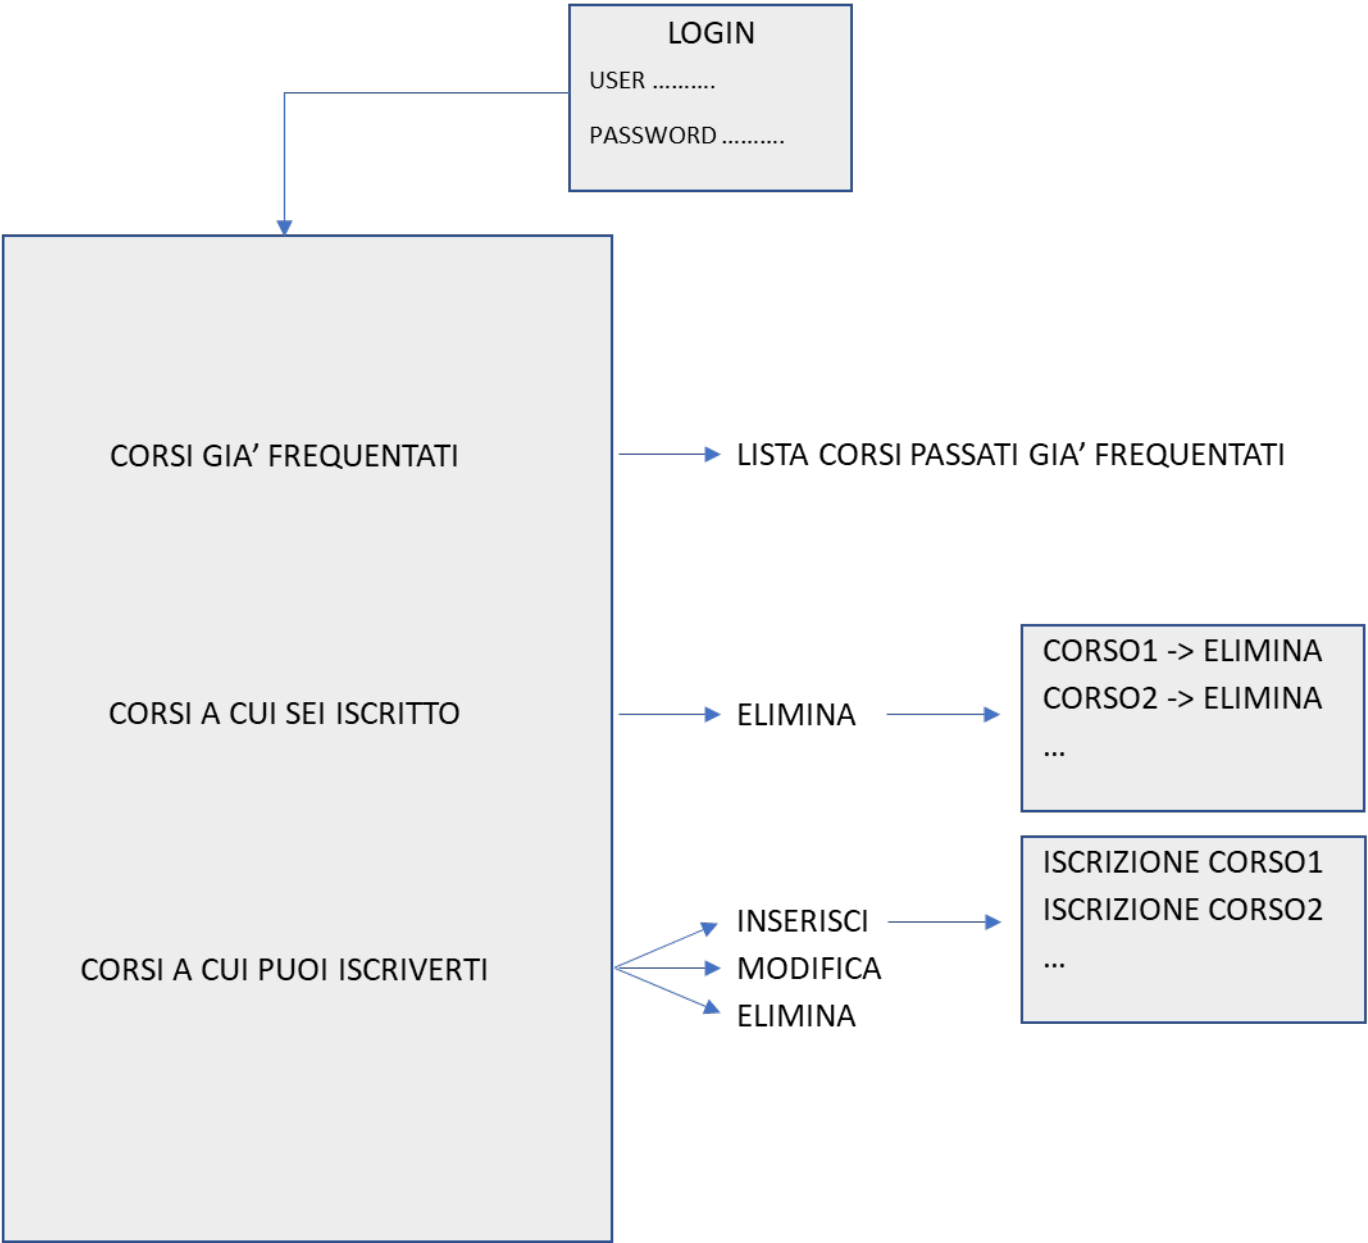 LOGIN
USER ..........
PASSWORD ..........
CORSI GIA’ FREQUENTATI
LISTA CORSI PASSATI GIA’ FREQUENTATI
CORSI A CUI SEI ISCRITTO
ELIMINA
CORSO1 -> ELIMINA
CORSO2 -> ELIMINA
...
CORSI A CUI PUOI ISCRIVERTI
INSERISCI
MODIFICA
ELIMINA
ISCRIZIONE CORSO1
ISCRIZIONE CORSO2
...